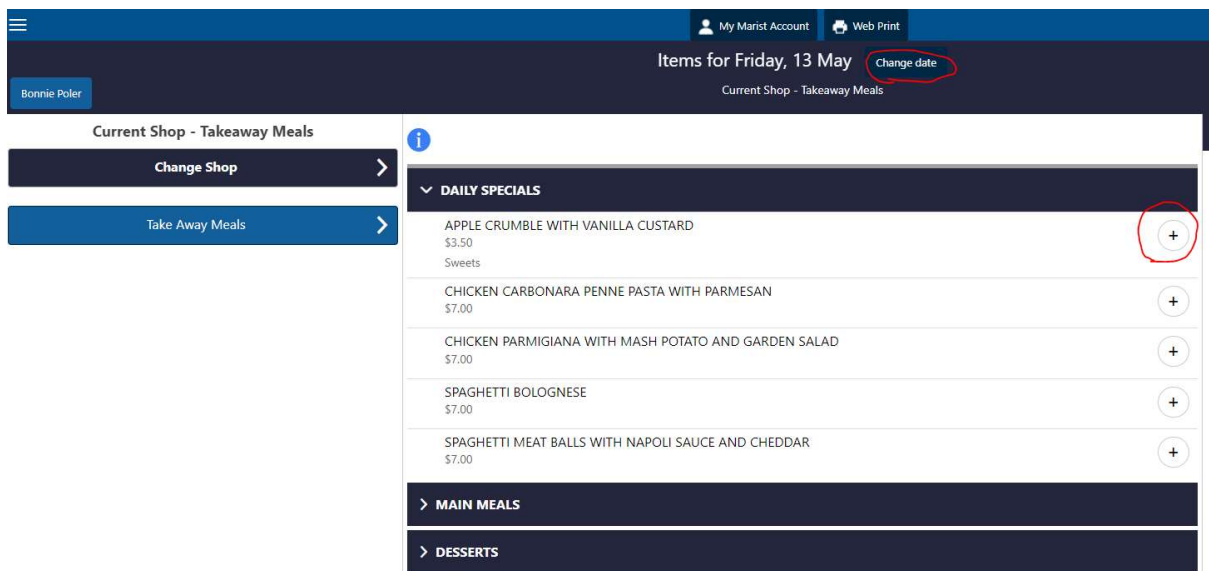 My Marist Account
Web Print
Items for Friday, 13 May
Change date
Bonnie Poler
Current Shop - Takeaway Meals
Current Shop - Takeaway Meals
Change Shop
Take Away Meals
DAILY SPECIALS
APPLE CRUMBLE WITH VANILLA CUSTARD
$3.50
Sweets
CHICKEN CARBONARA PENNE PASTA WITH PARMESAN
$7.00
CHICKEN PARMIGIANA WITH MASH POTATO AND GARDEN SALAD
$7.00
SPAGHETTI BOLOGNESE
$7.00
SPAGHETTI MEAT BALLS WITH NAPOLI SAUCE AND CHEDDAR
$7.00
MAIN MEALS
DESSERTS